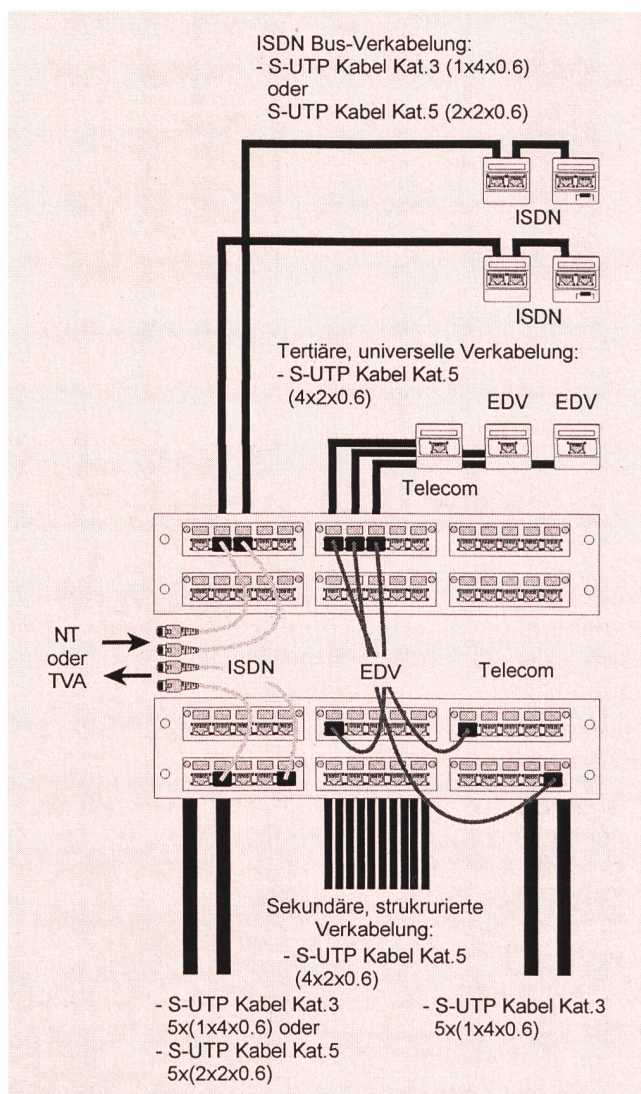 ISDN Bus-Verkabelung:
- S-UTP Kabel Kat.3 (1x4x0.6)
oder
S-UTP Kabel Kat.5 (2x2x0.6)
ISDN
ISDN
Tertiäre, universelle Verkabelung:
- S-UTP Kabel Kat.5
(4x2x0.6)
EDV EDV
Telecom
NT
oder
TVA
ISDN
EDV
Telecom
Sekundäre, strukrurierte
Verkabelung:
- S-UTP Kabel Kat.5
(4x2x0.6)
- S-UTP Kabel Kat.3
5x(1x4x0.6) oder
- S-UTP Kabel Kat.5
5x(2x2x0.6)
- S-UTP Kabel Kat.3
5x(1x4x0.6)